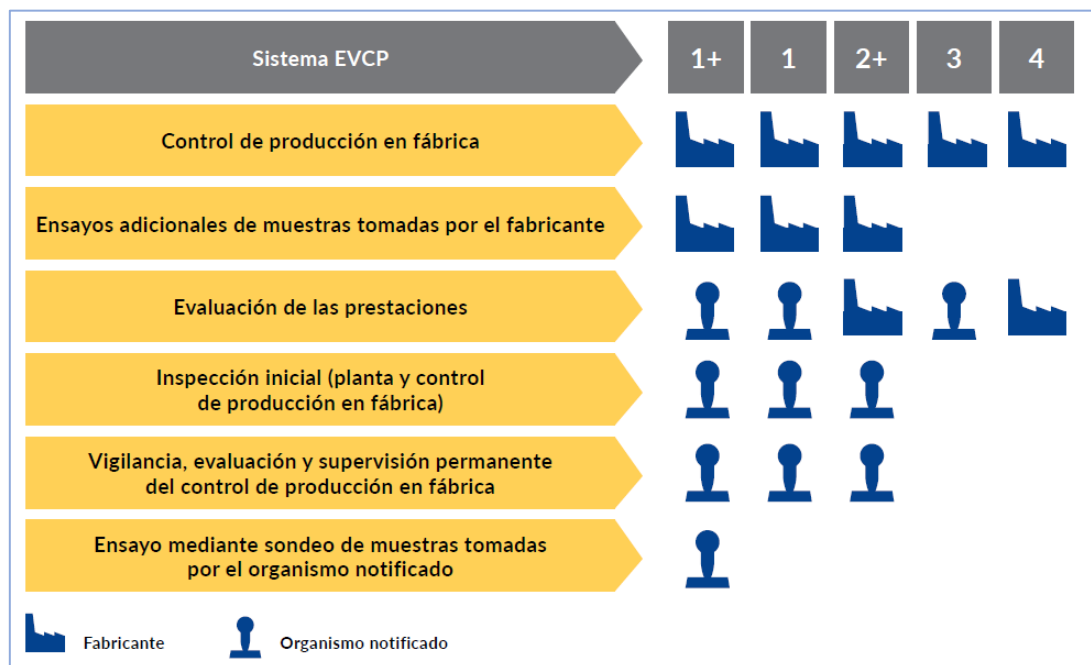 Sistema EVCP
1+ 1 2+ 3 4
Control de producción en fábrica
Ensayos adicionales de muestras tomadas por el fabricante
Evaluación de las prestaciones
Inspección inicial (planta y control
de producción en fábrica)
Vigilancia, evaluación y supervisión permanente
del control de producción en fábrica
Ensayo mediante sondeo de muestras tomadas
por el organismo notificado
Fabricante
Organismo notificado